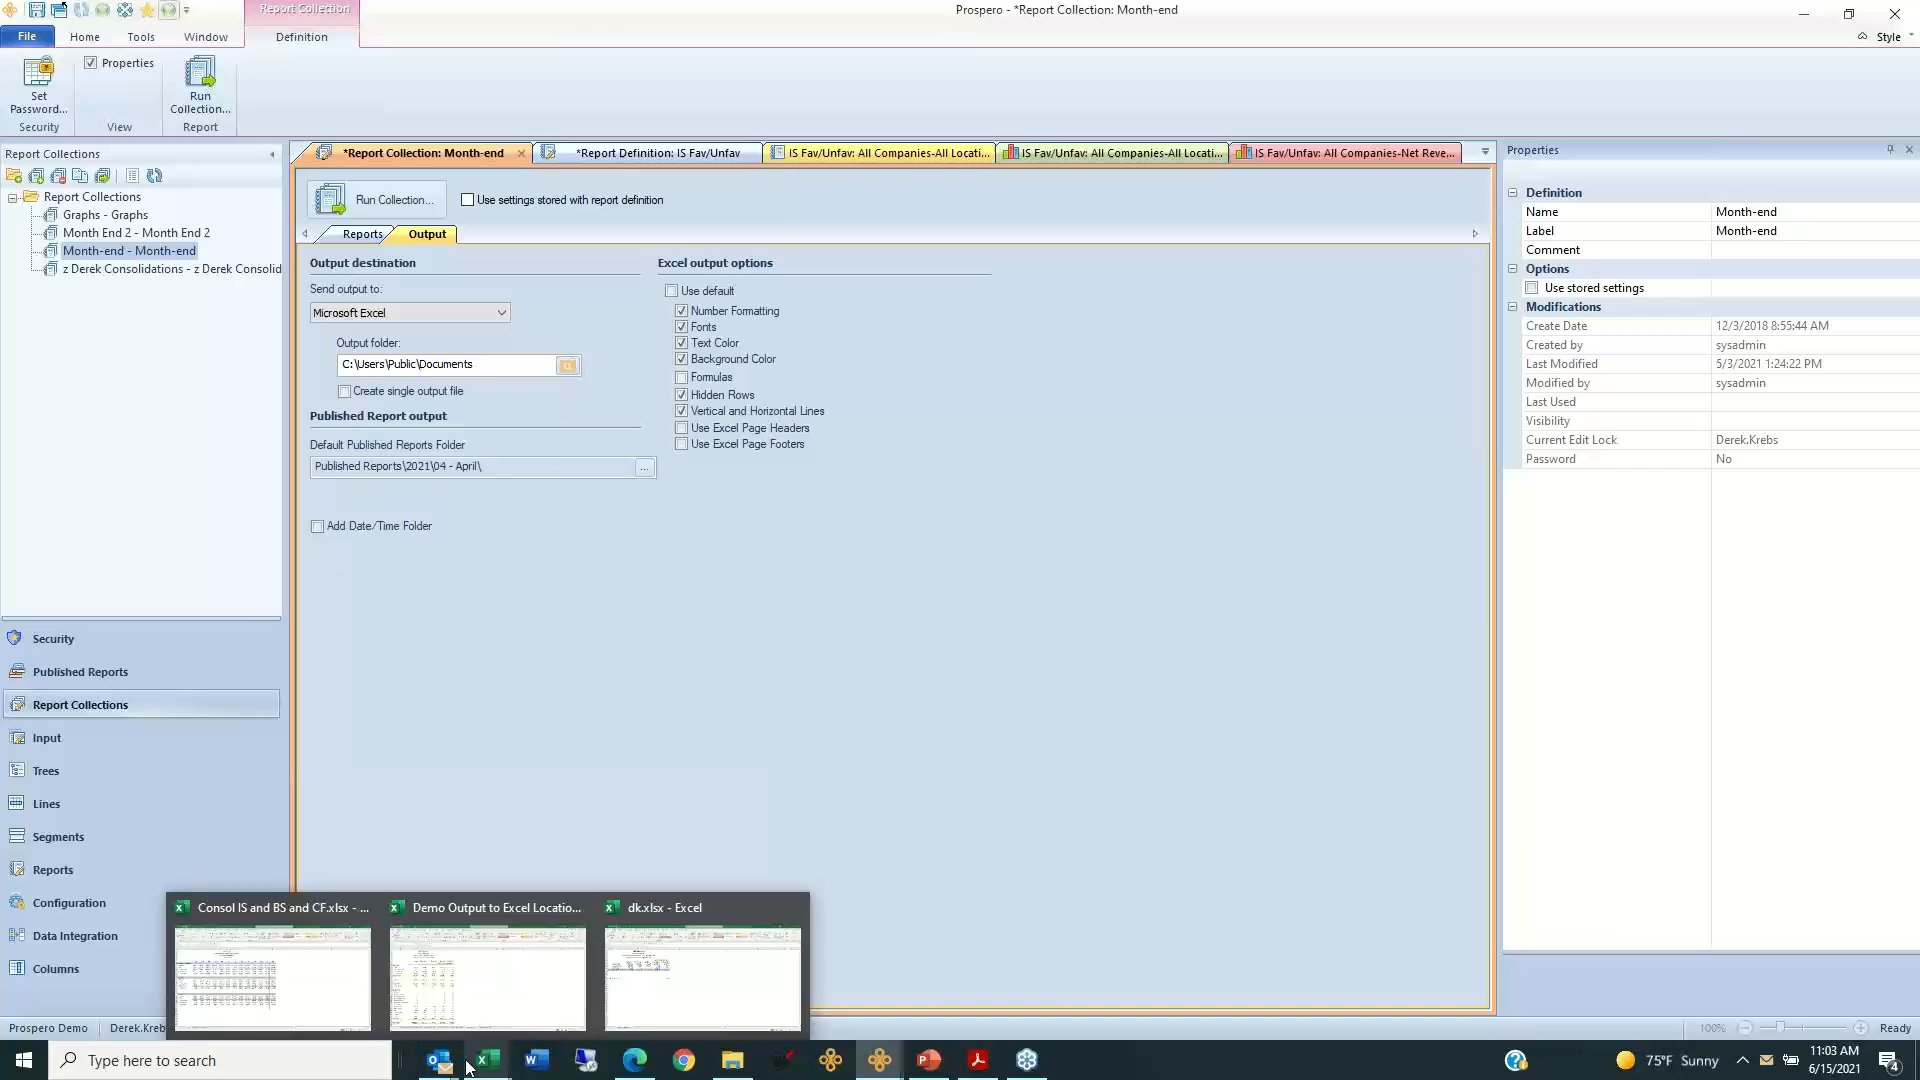 Report Collection
Prospero - *Report Collection: Month-end
File
Home
Tools
Window
Definition
Style
Set
Password...
Security
Properties
View
Run
Collection...
Report
Report Collections
Report Collections
Graphs - Graphs
Month End 2 - Month End 2
Month-end - Month-end
z Derek Consolidations - z Derek Consolid
Security
Published Reports
Report Collections
Input
Trees
Lines
Segments
Reports
Configuration
Data Integration
Columns
*Report Collection: Month-end
*Report Definition: IS Fav/Unfav
IS Fav/Unfav: All Companies-All Locati...
IS Fav/Unfav: All Companies-All Locati...
IS Fav/Unfav: All Companies-Net Reve...
Run Collection...
Use settings stored with report definition
Reports
Output
Output destination
Send output to:
Microsoft Excel
Output folder:
C:\Users\Public\Documents
Create single output file
Published Report output
Default Published Reports Folder
Published Reports\2021\04 - April\
...
Add Date/Time Folder
Excel output options
Use default
Number Formatting
Fonts
Text Color
Background Color
Formulas
Hidden Rows
Vertical and Horizontal Lines
Use Excel Page Headers
Use Excel Page Footers
Properties
Definition
Name Month-end
Label Month-end
Comment
Options
Use stored settings
Modifications
Create Date 12/3/2018 8:55:44 AM
Created by sysadmin
Last Modified 5/3/2021 1:24:22 PM
Modified by sysadmin
Last Used
Visibility
Current Edit Lock Derek.Krebs
Password No
Consol IS and BS and CF.xlsx - ...
Demo Output to Excel Locatio...
dk.xlsx - Excel
Prospero Demo
Derek.Kreb
100%
Ready
Type here to search
75°F Sunny
11:03 AM
6/15/2021
4